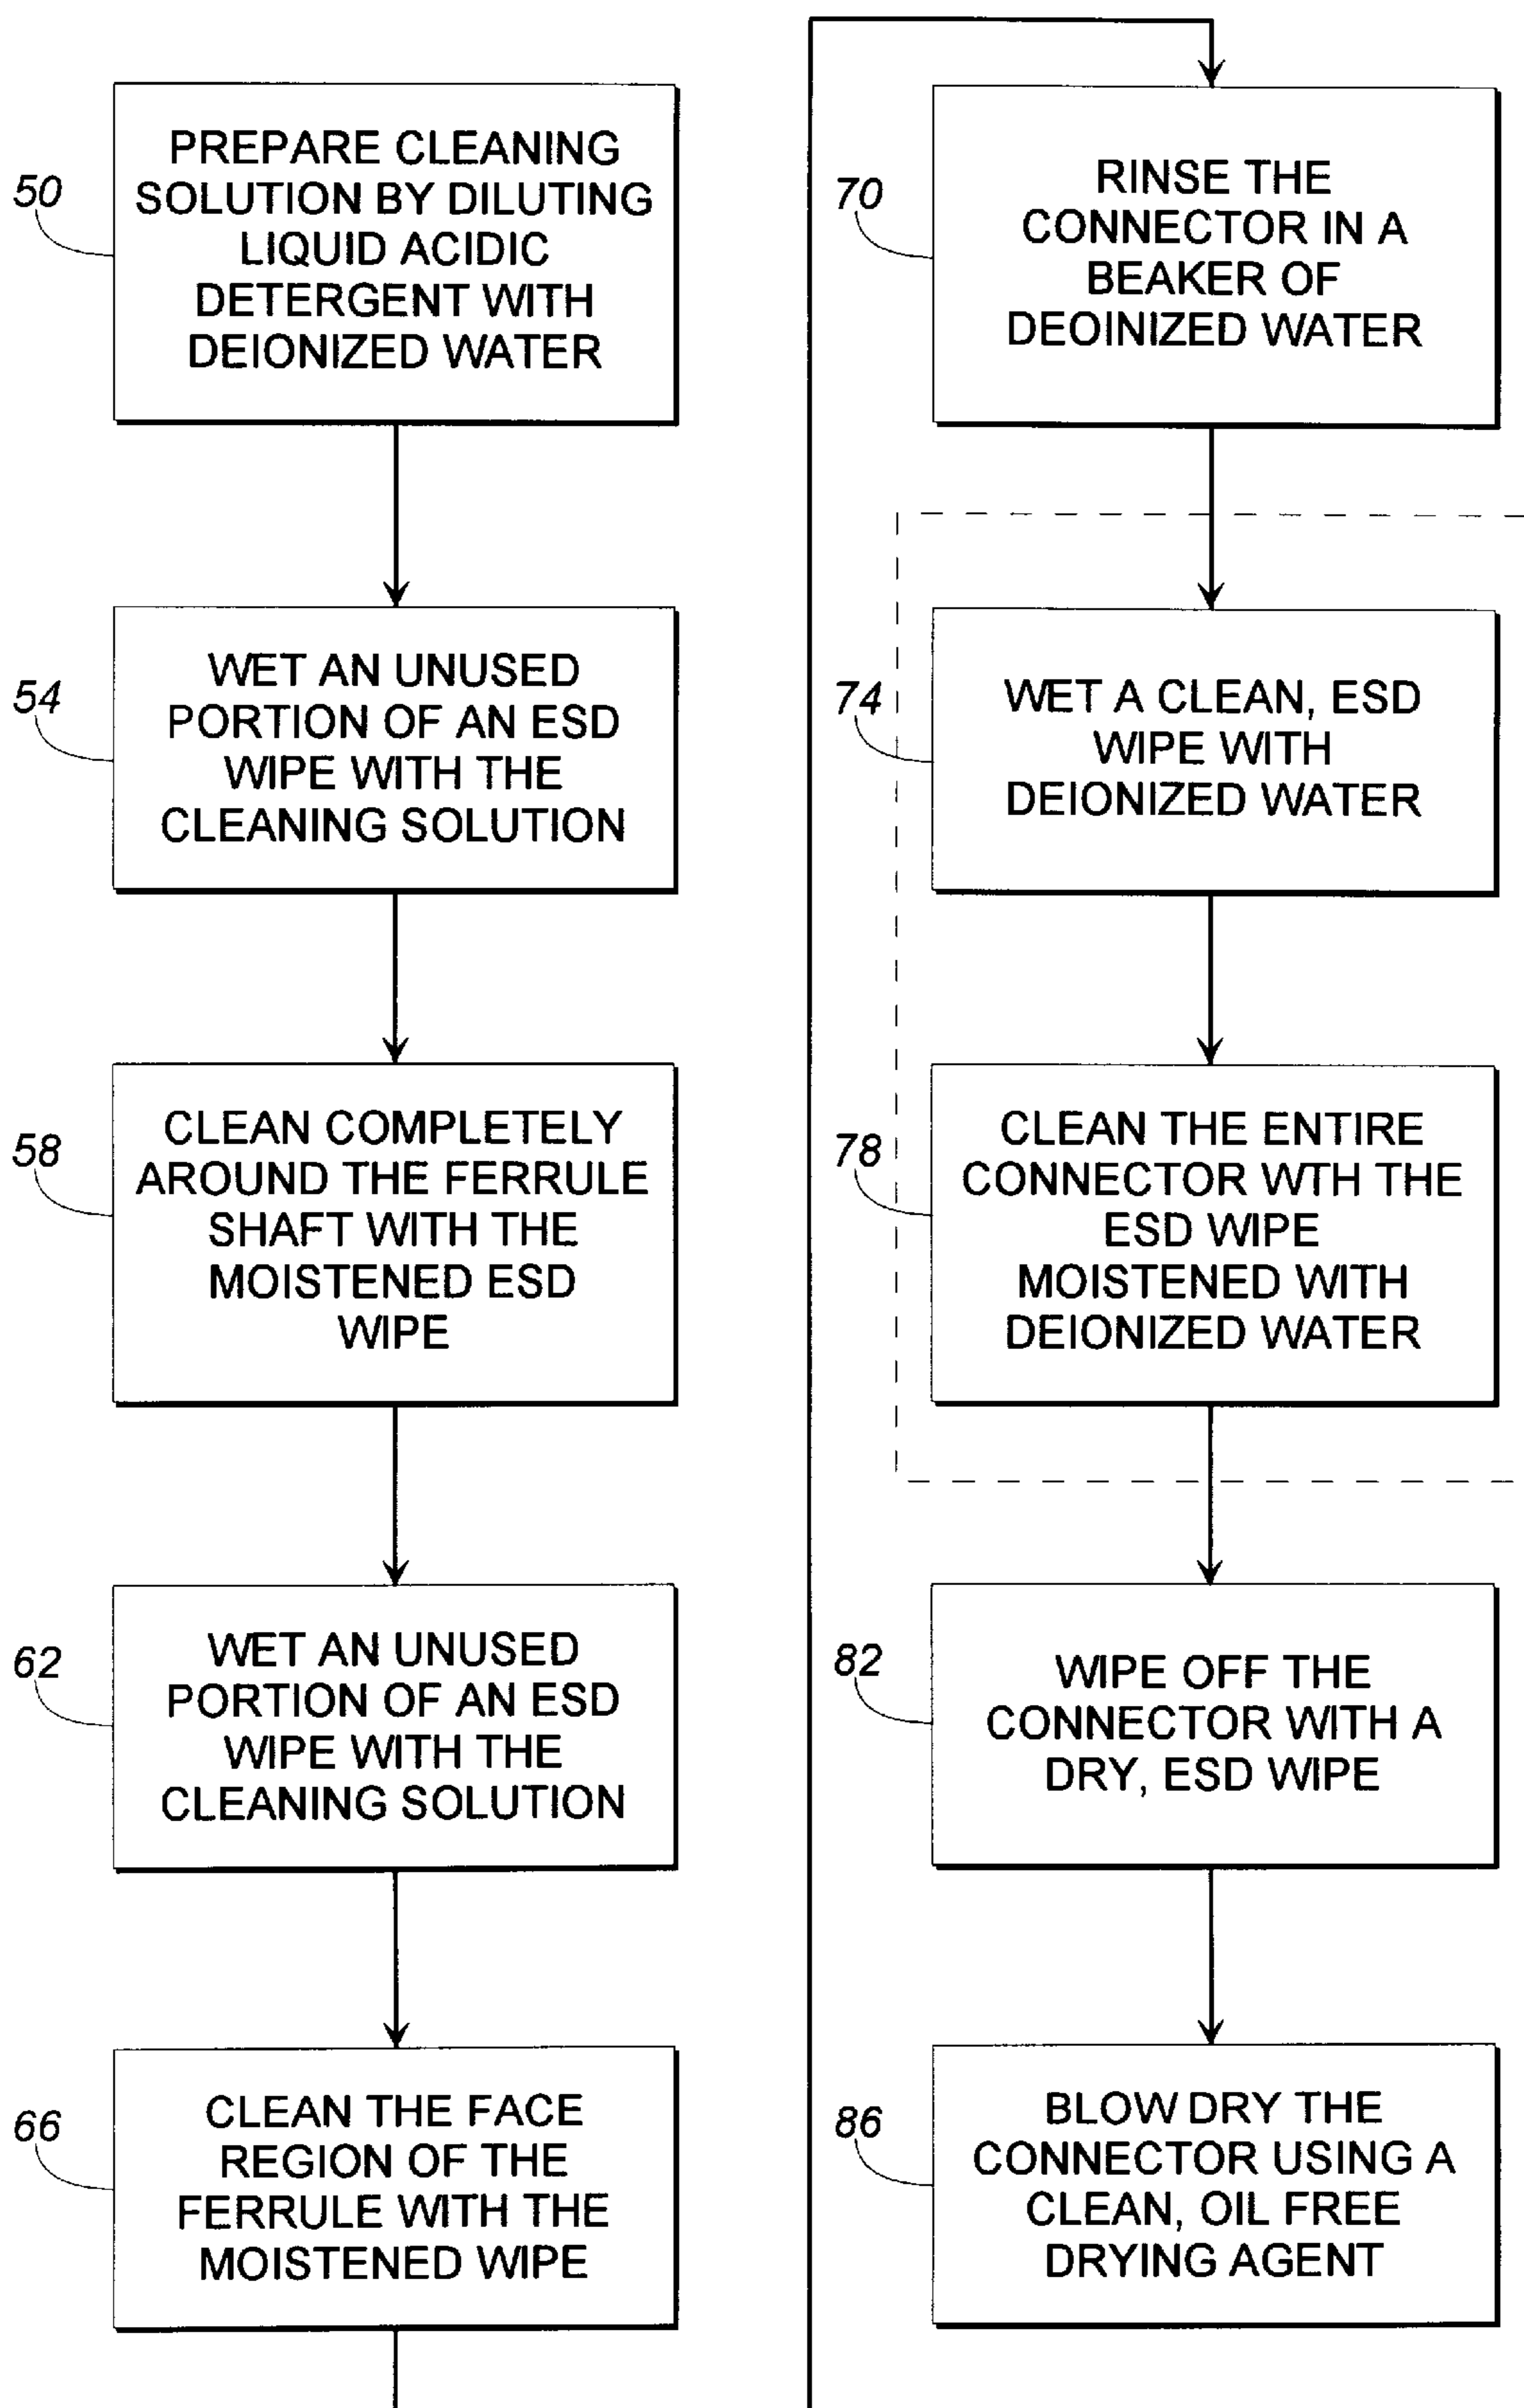 50
PREPARE CLEANING
SOLUTION BY DILUTING
LIQUID ACIDIC
DETERGENT WITH
DEIONIZED WATER
54
WET AN UNUSED
PORTION OF AN ESD
WIPE WITH THE
CLEANING SOLUTION
58
CLEAN COMPLETELY
AROUND THE FERRULE
SHAFT WITH THE
MOISTENED ESD
WIPE
62
WET AN UNUSED
PORTION OF AN ESD
WIPE WITH THE
CLEANING SOLUTION
66
CLEAN THE FACE
REGION OF THE
FERRULE WITH THE
MOISTENED WIPE
70
RINSE THE
CONNECTOR IN A
BEAKER OF
DEOINIZED WATER
74
WET A CLEAN, ESD
WIPE WITH
DEIONIZED WATER
78
CLEAN THE ENTIRE
CONNECTOR WTH THE
ESD WIPE
MOISTENED WITH
DEIONIZED WATER
82
WIPE OFF THE
CONNECTOR WITH A
DRY, ESD WIPE
86
BLOW DRY THE
CONNECTOR USING A
CLEAN, OIL FREE
DRYING AGENT